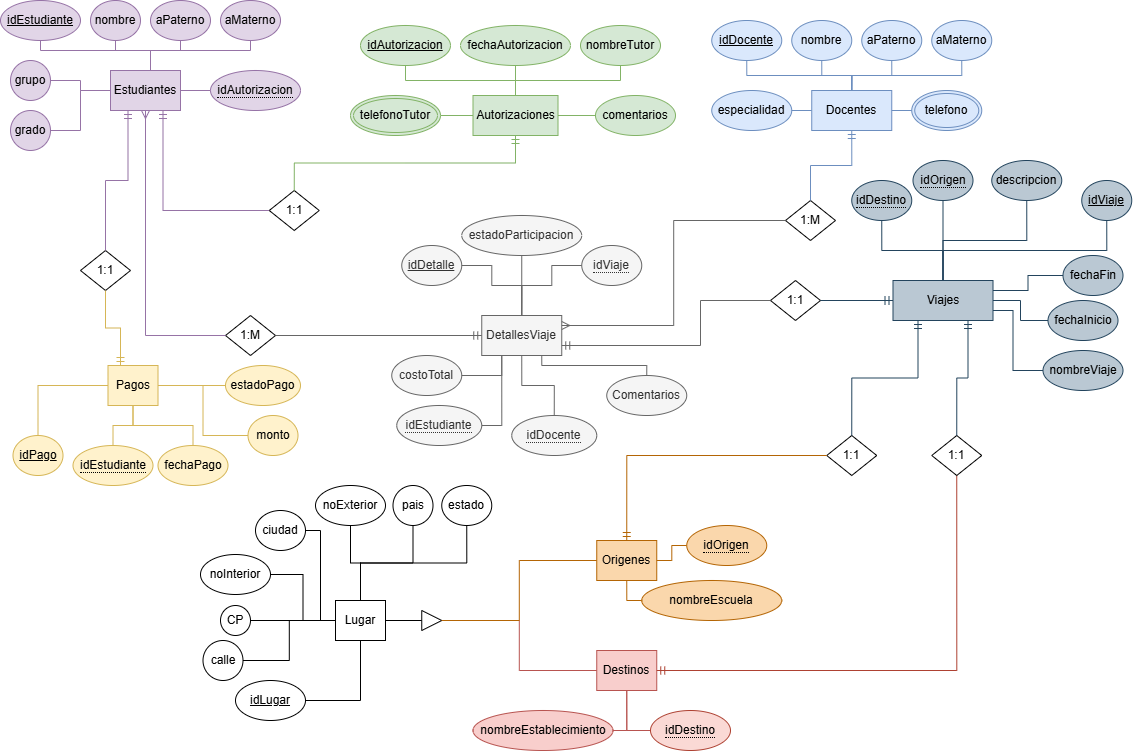 idEstudiante
nombre
aPaterno
aMaterno
grupo
Estudiantes
idAutorizacion
grado
idAutorizacion
fechaAutorizacion
nombreTutor
telefonoTutor
Autorizaciones
comentarios
idDocente
nombre
aPaterno
aMaterno
especialidad
Docentes
telefono
1:1
1:M
idDestino
idOrigen
descripcion
idViaje
estadoParticipacion
idDetalle
idViaje
1:1
1:1
Viajes
fechaFin
fechaInicio
nombreViaje
1:M
DetallesViaje
costoTotal
Comentarios
idEstudiante
idDocente
Pagos
estadoPago
monto
idPago
idEstudiante
fechaPago
1:1
1:1
noExterior
pais
estado
ciudad
noInterior
CP
Lugar
calle
idLugar
Origenes
idOrigen
nombreEscuela
Destinos
nombreEstablecimiento
idDestino